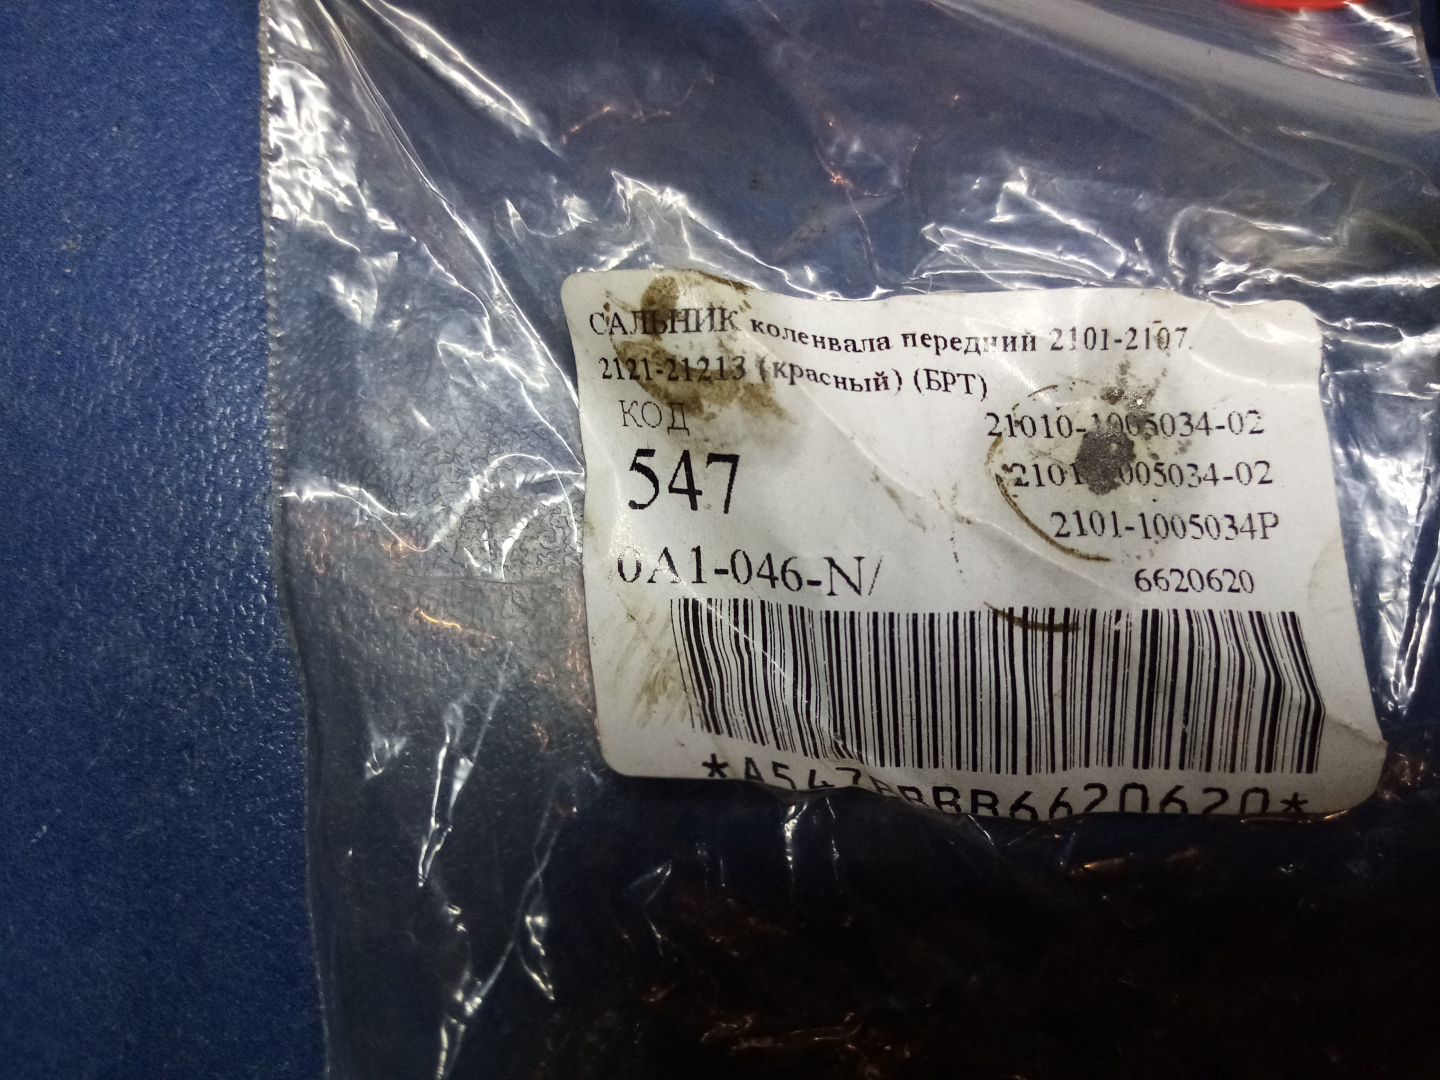 САЛЬНИК коленвала передний 2101-2107.
2121-21213 (красный) (БРТ)
КОД
21010-1005034-02
547
2101-1005034-02
2101-1005034Р
0A1-046-N/
6620620